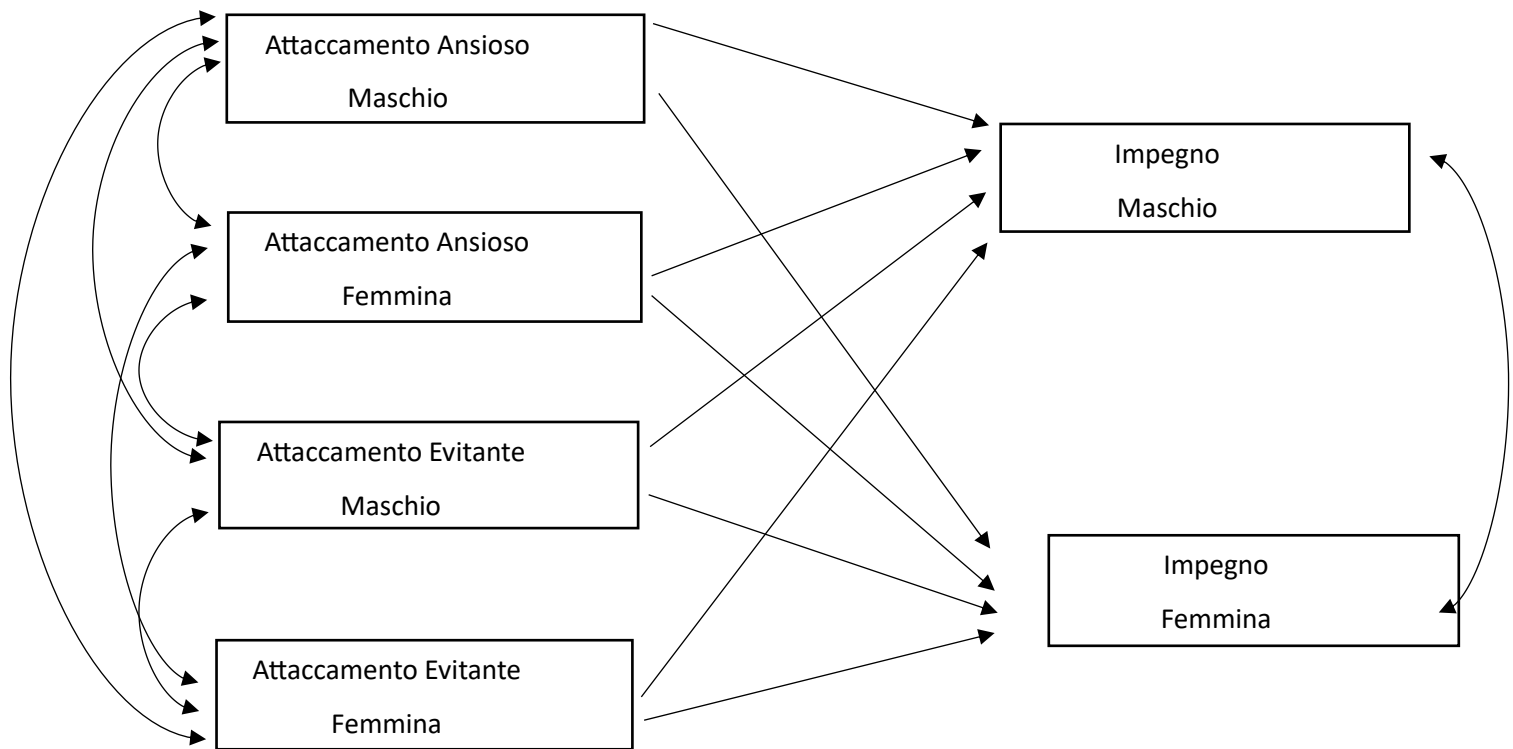 Attaccamento Ansioso
Maschio
Impegno
Maschio
Attaccamento Ansioso
Femmina
Attaccamento Evitante
Maschio
Impegno
Femmina
Attaccamento Evitante
Femmina